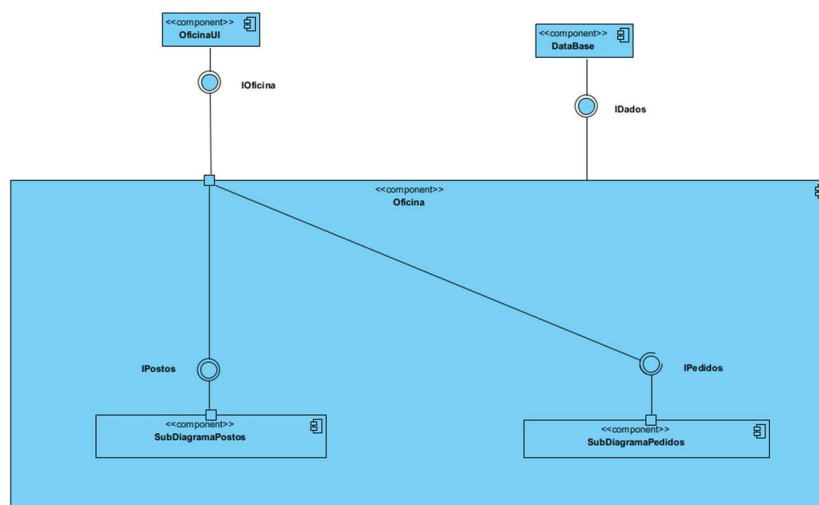 <<component>>
OficinaUI
<<component>>
DataBase
IOficina
IDados
<<component>>
Oficina
IPostos
IPedidos
<<component>>
SubDiagramaPostos
<<component>>
SubDiagramaPedidos